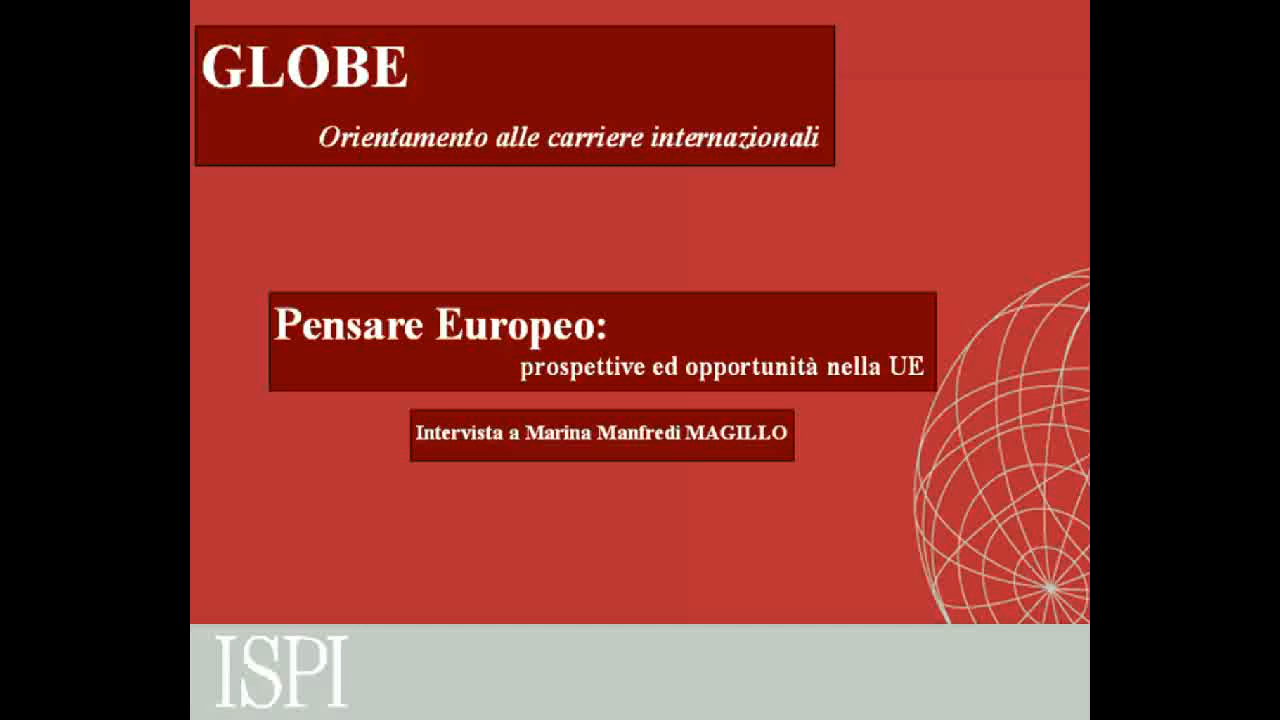 GLOBE
Orientamento alle carriere internazionali
Pensare Europeo:
prospettive ed opportunità nella UE
Intervista a Marina Manfredi MAGILLO
ISPI